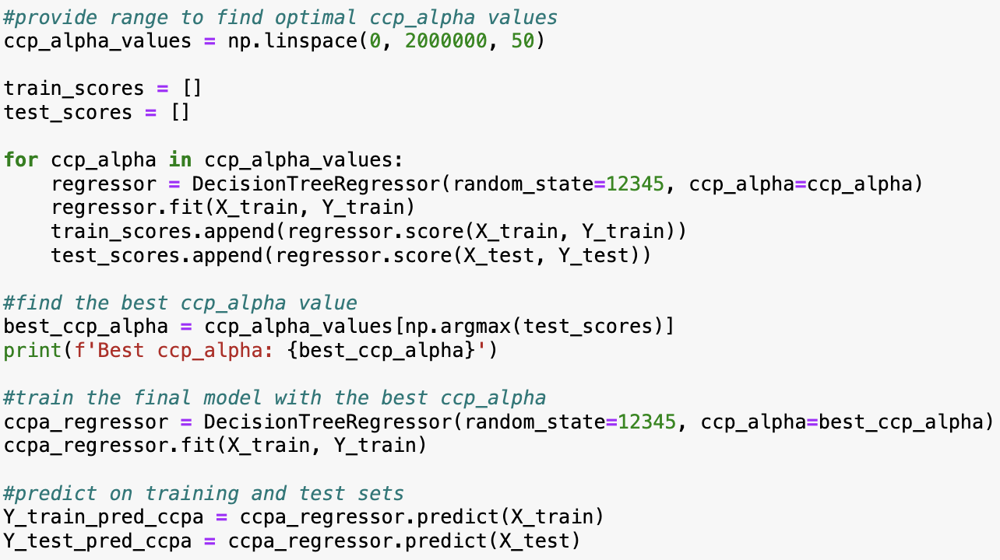 #provide range to find optimal ccp_alpha values
ccp_alpha_values = np.linspace(0, 2000000, 50)
train_scores = []
test_scores = []
for ccp_alpha in ccp_alpha_values:
    regressor = DecisionTreeRegressor(random_state=12345, ccp_alpha=ccp_alpha)
    regressor.fit(X_train, Y_train)
    train_scores.append(regressor.score(X_train, Y_train))
    test_scores.append(regressor.score(X_test, Y_test))
#find the best ccp_alpha value
best_ccp_alpha = ccp_alpha_values[np.argmax(test_scores)]
print(f'Best ccp_alpha: {best_ccp_alpha}')
#train the final model with the best ccp_alpha
ccpa_regressor = DecisionTreeRegressor(random_state=12345, ccp_alpha=best_ccp_alpha)
ccpa_regressor.fit(X_train, Y_train)
#predict on training and test sets
Y_train_pred_ccpa = ccpa_regressor.predict(X_train)
Y_test_pred_ccpa = ccpa_regressor.predict(X_test)